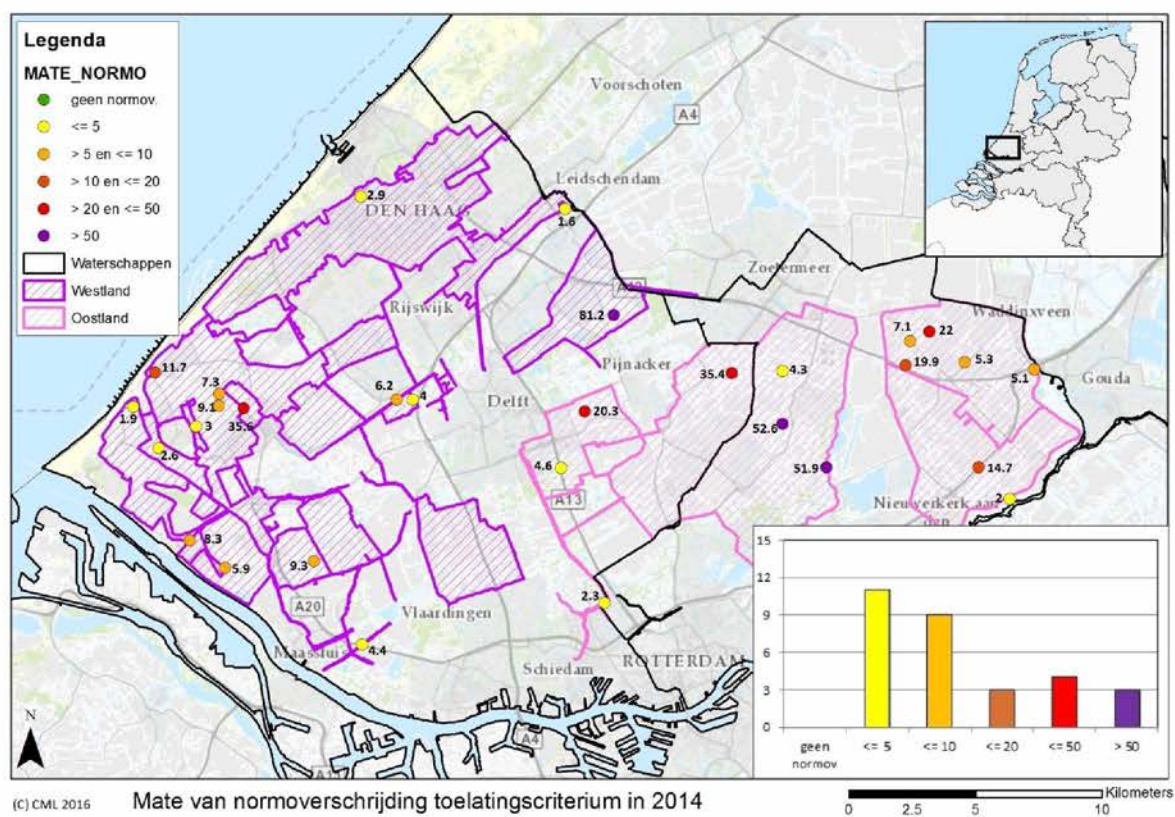 Legenda
MATE_NORMO
geen normov.
<= 5
> 5 en <= 10
> 10 en <= 20
> 20 en <= 50
> 50
Waterschappen
Westland
Oostland
Voorschoten
A4
Leidschendam
2.9
DEN HAAG
1.6
Zoetermeer
Rijswijk
81.2
Waddinxveen
7.1
22
Pijnacker
11.7
35.4
4.3
19.9
5.3
5.1
Gouda
7.3
6.2
4
Delft
9.1
1.9
3
35.6
20.3
52.6
2.6
4.6
51.9
14.7
A13
Nieuwerkerk aan
den
2
8.3
5.9
9.3
2.3
A20
Vlaardingen
4.4
Maassluis
Schiedam
ROTTERDAM
A4
N
15
12
9
6
3
0
geen
normov
<= 5
<= 10
<=20
<=50
> 50
(C) CML 2016
Mate van normoverschrijding toelatingscriterium in 2014
Kilometers
0
2.5
5
10